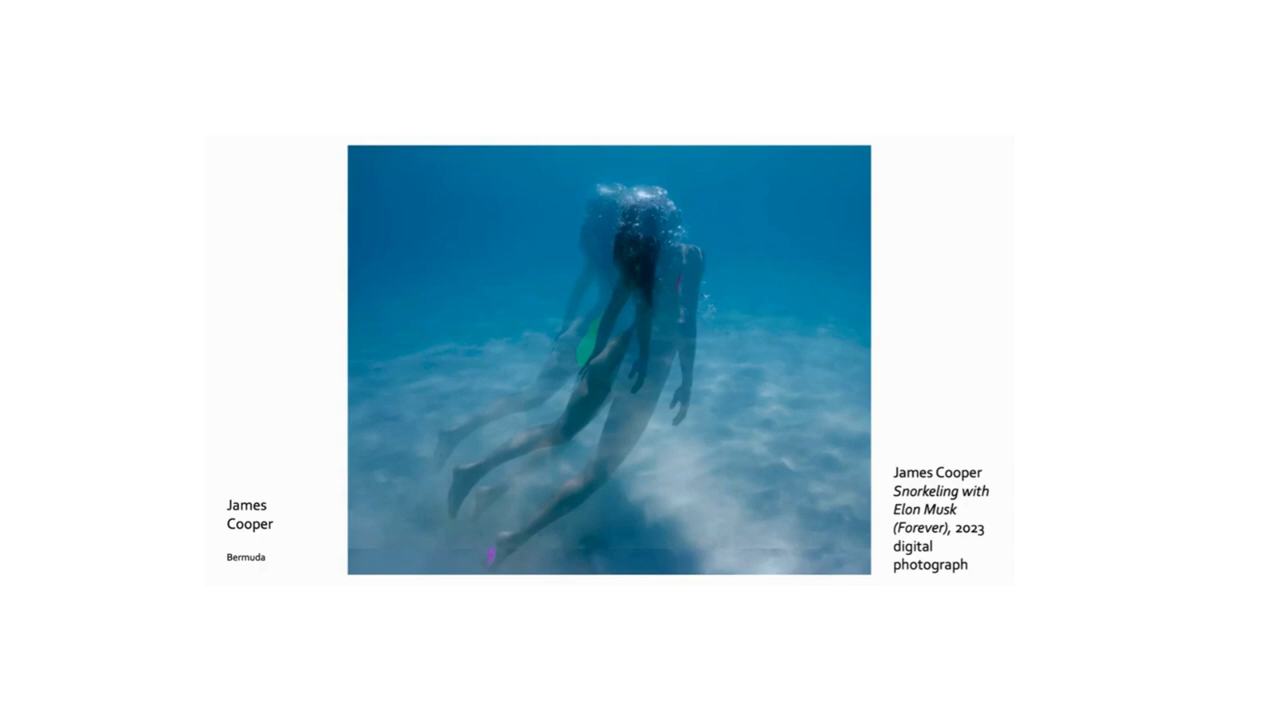 James
Cooper
Bermuda
James Cooper
Snorkeling with
Elon Musk
(Forever), 2023
digital
photograph